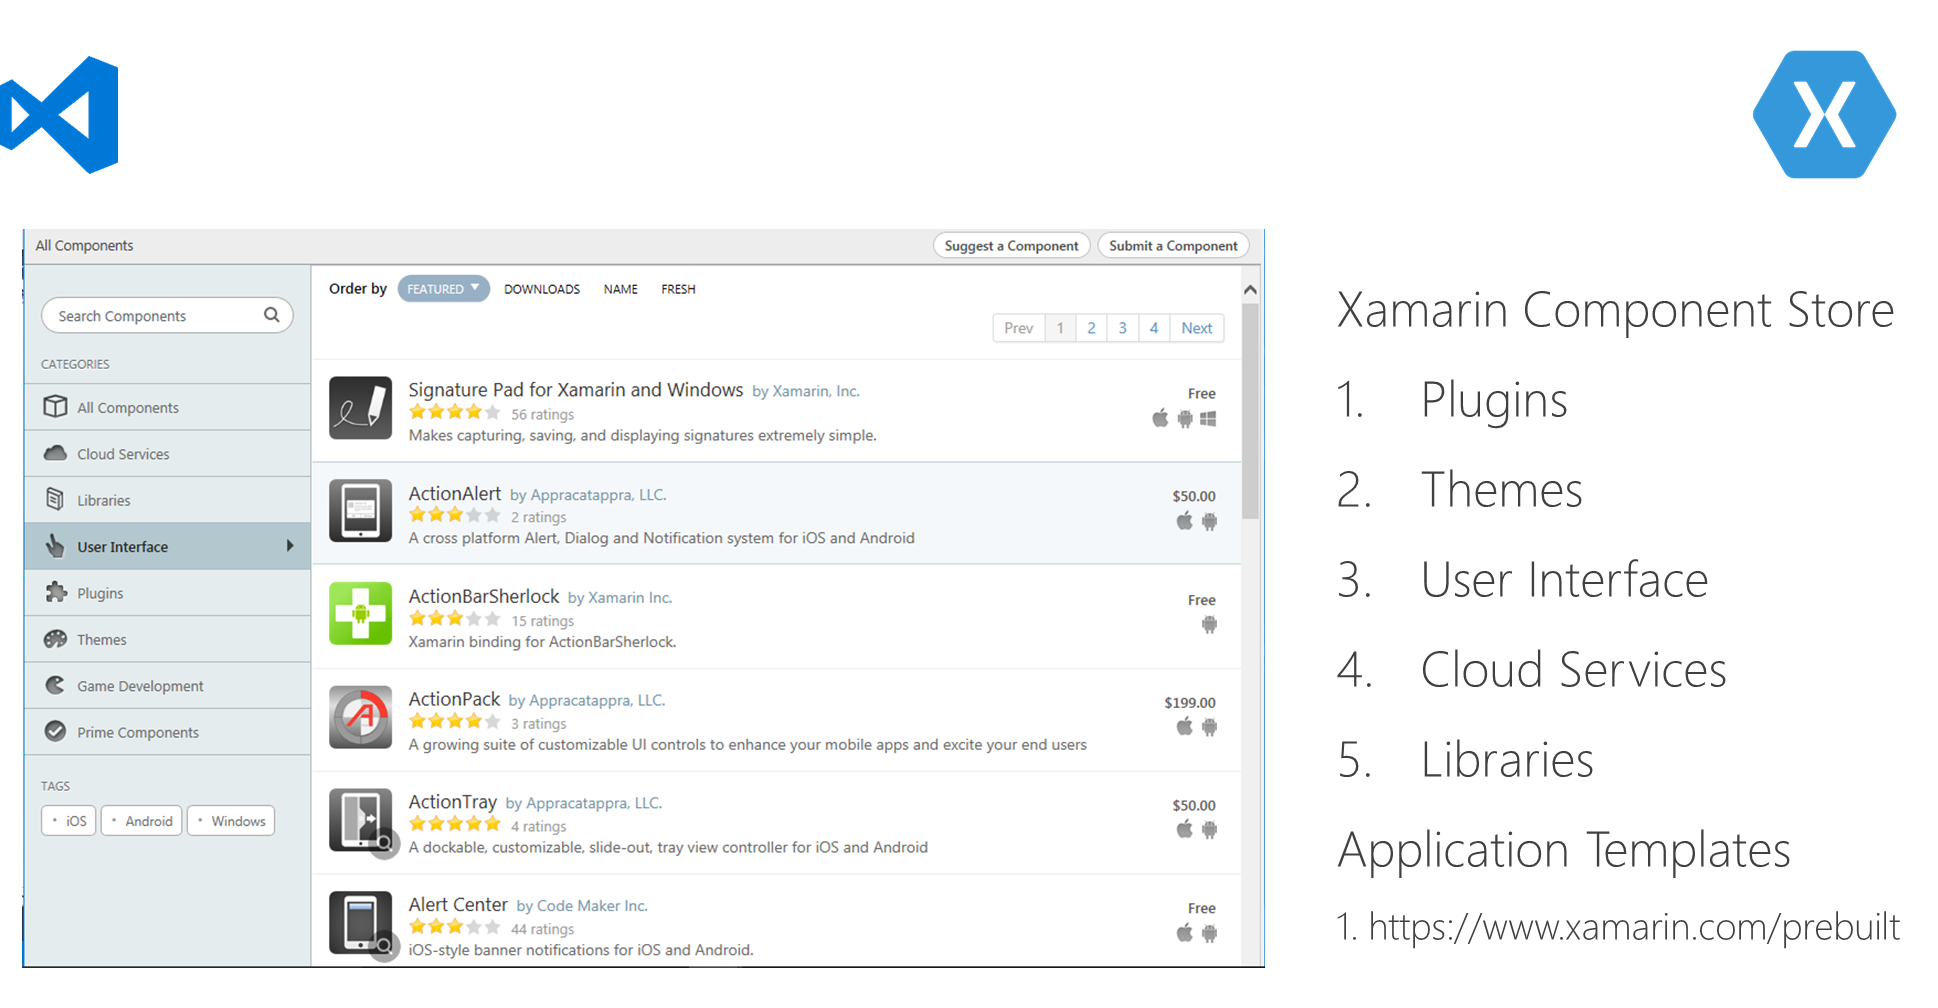 All Components
Suggest a Component
Submit a Component
Search Components
CATEGORIES
All Components
Cloud Services
Libraries
User Interface
Plugins
Themes
Game Development
Prime Components
TAGS
• iOS
• Android
• Windows
Order by FEATURED DOWNLOADS NAME FRESH
Prev 1 2 3 4 Next
Signature Pad for Xamarin and Windows by Xamarin, Inc.
Free
56 ratings
Makes capturing, saving, and displaying signatures extremely simple.
ActionAlert by Appracatappra, LLC.
$50.00
2 ratings
A cross platform Alert, Dialog and Notification system for iOS and Android
ActionBarSherlock by Xamarin Inc.
Free
15 ratings
Xamarin binding for ActionBarSherlock.
ActionPack by Appracatappra, LLC.
$199.00
3 ratings
A growing suite of customizable UI controls to enhance your mobile apps and excite your end users
ActionTray by Appracatappra, LLC.
$50.00
4 ratings
A dockable, customizable, slide-out, tray view controller for iOS and Android
Alert Center by Code Maker Inc.
Free
44 ratings
iOS-style banner notifications for iOS and Android.
Xamarin Component Store
1. Plugins
2. Themes
3. User Interface
4. Cloud Services
5. Libraries
Application Templates
1. https://www.xamarin.com/prebuilt